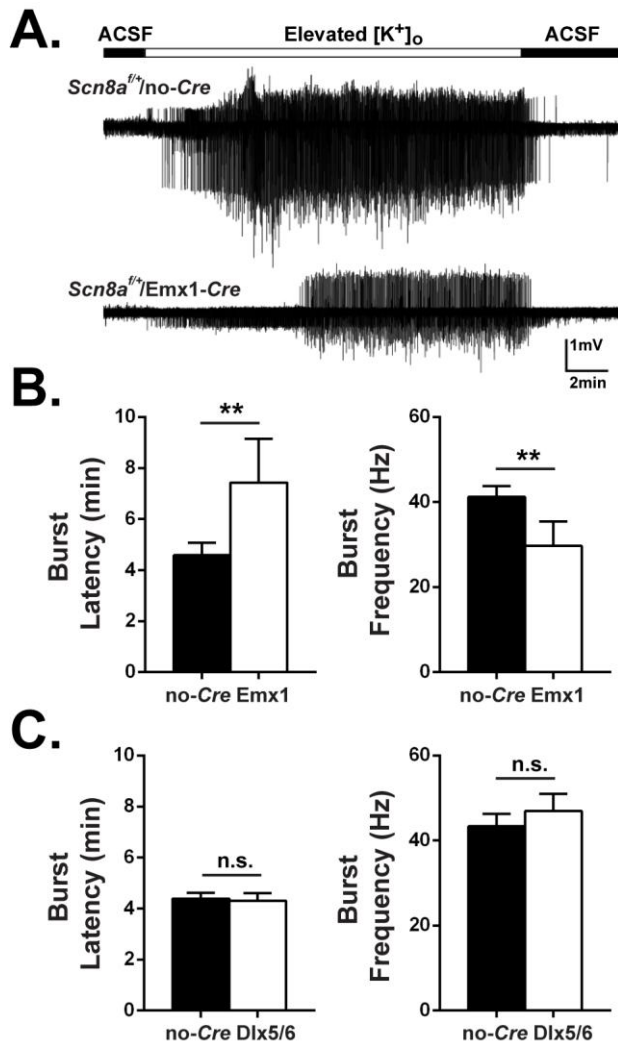 A.
ACSF Elevated [K⁺]ₒ ACSF
Scn8a^f/+/no-Cre
Scn8a^f/+/Emx1-Cre
1mV
2min
B.
Burst Latency (min)
10
8
6
4
2
0
**
no-Cre Emx1
Burst Frequency (Hz)
60
40
20
0
**
no-Cre Emx1
C.
Burst Latency (min)
10
8
6
4
2
0
n.s.
no-Cre Dlx5/6
Burst Frequency (Hz)
60
40
20
0
n.s.
no-Cre Dlx5/6